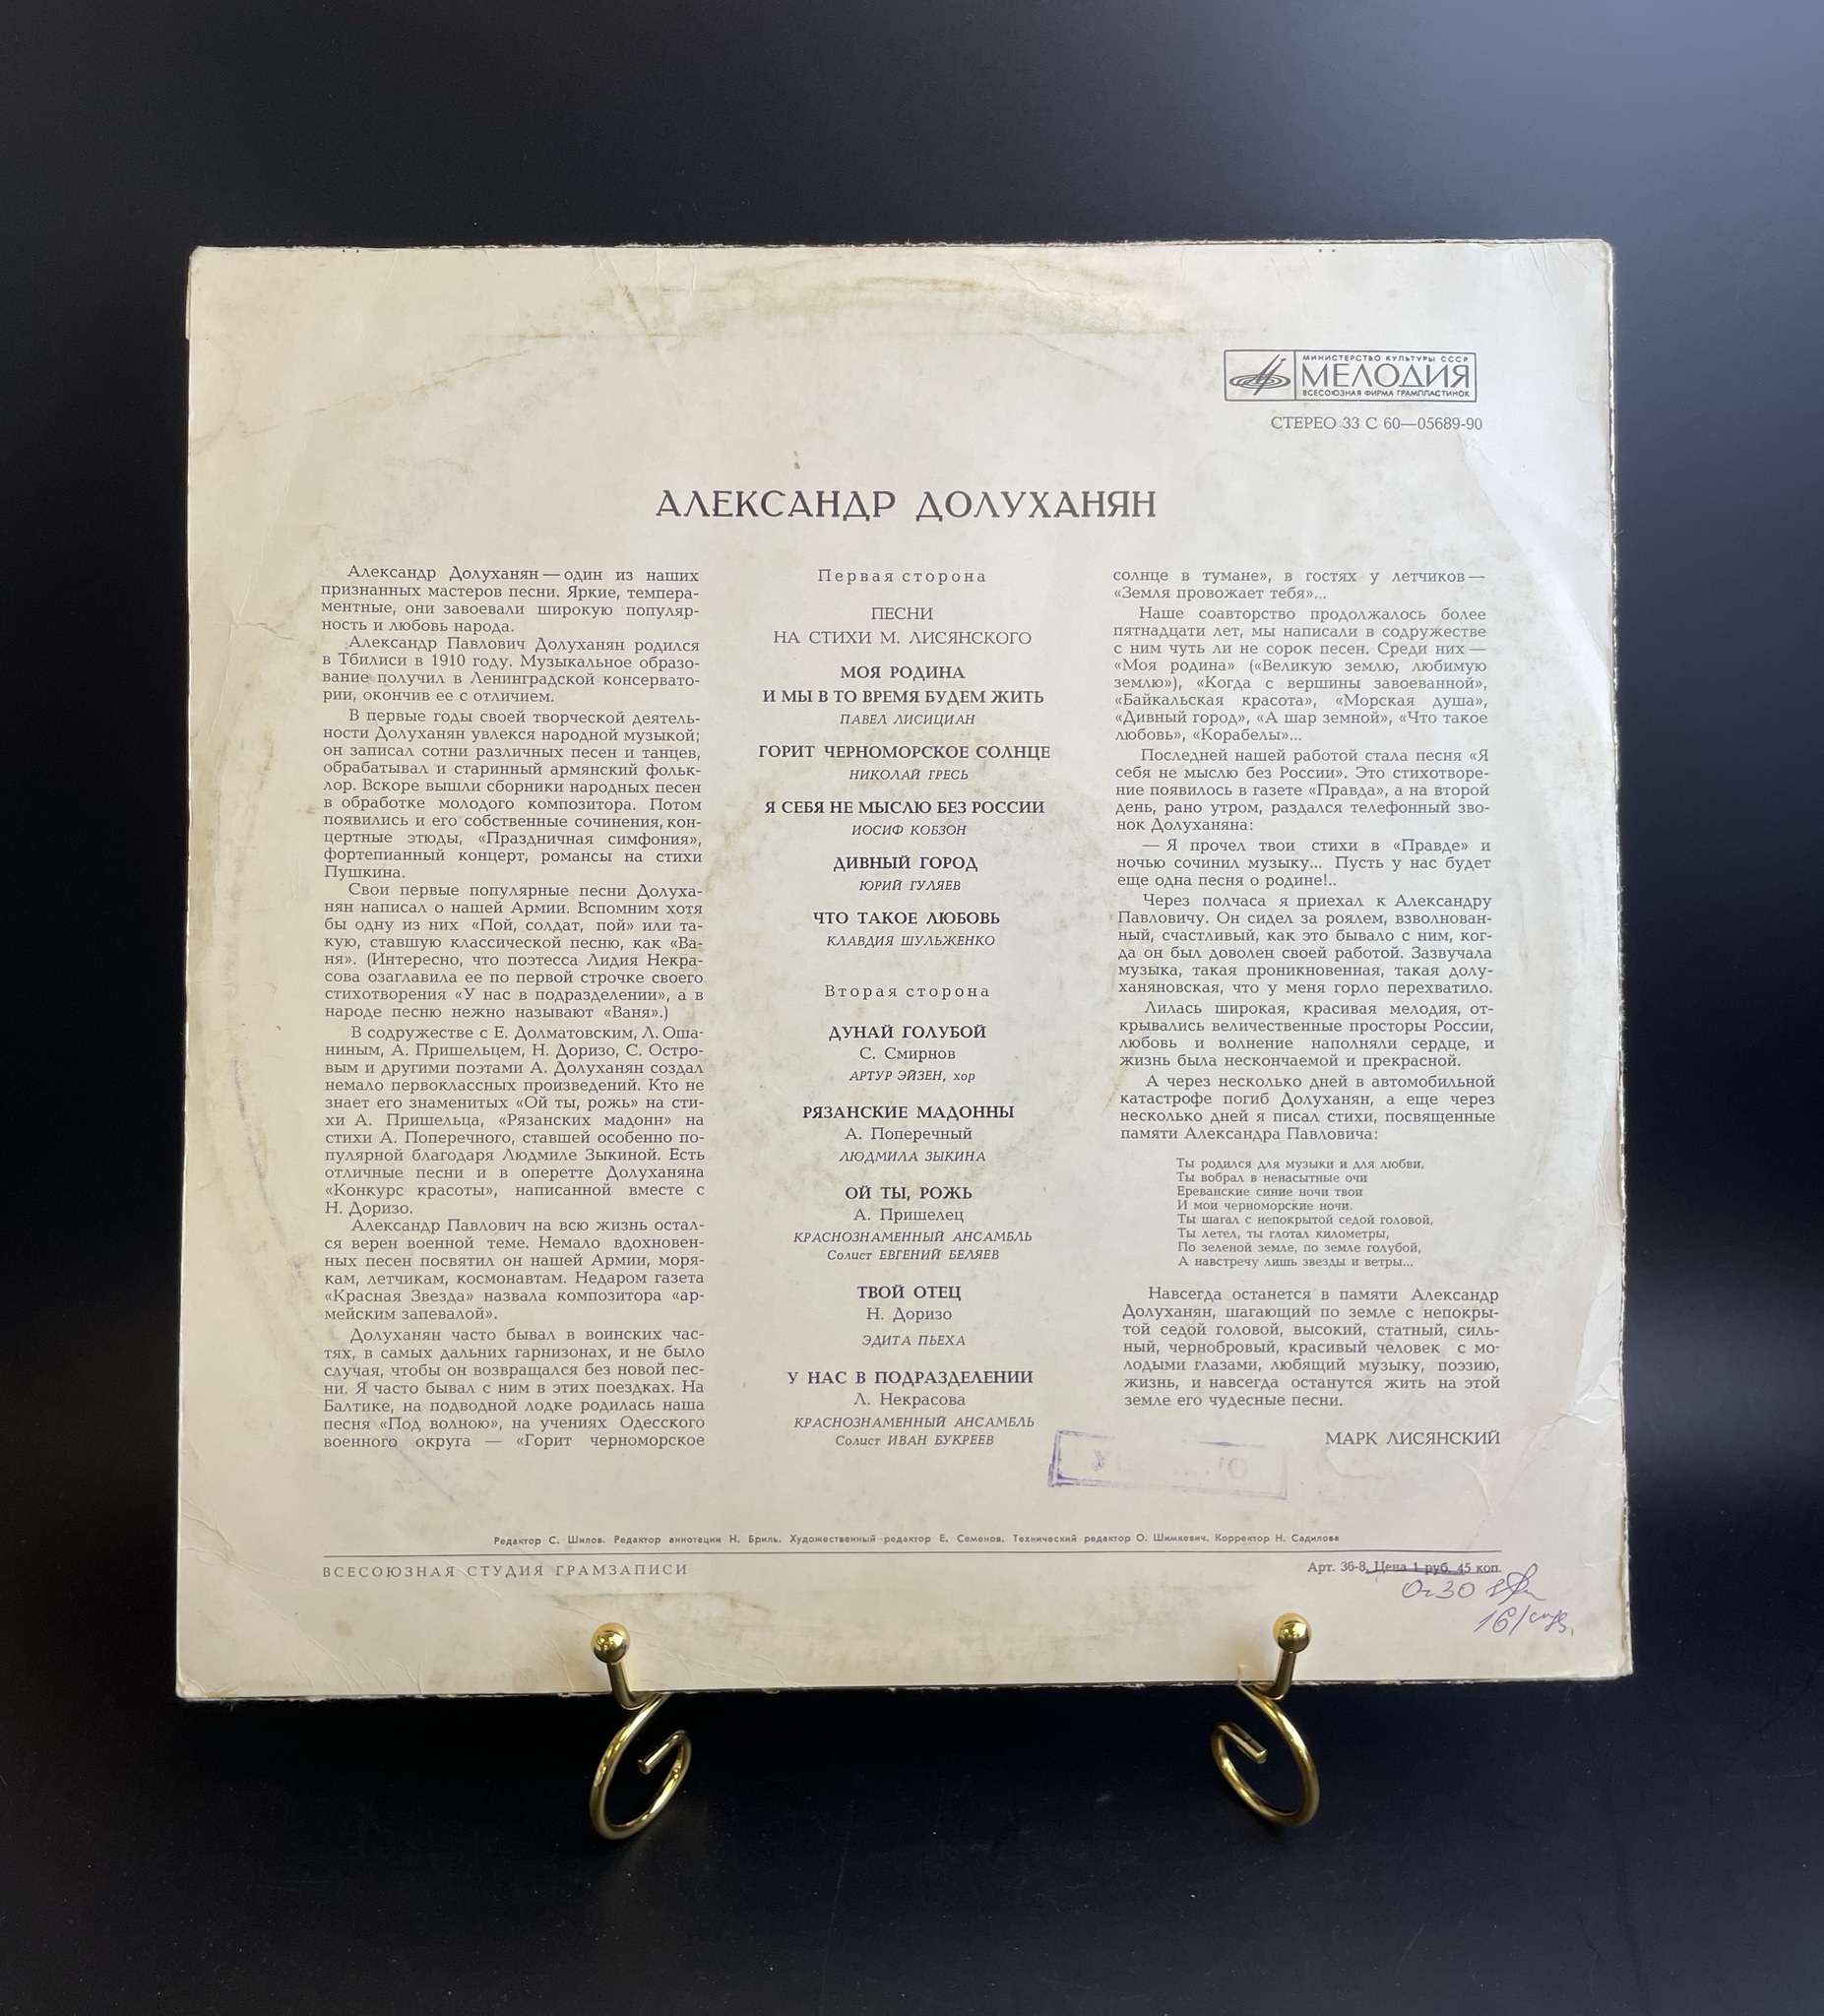 МИНИСТЕРСТВО КУЛЬТУРЫ СССР
МЕЛОДИЯ
ВСЕСОЮЗНАЯ ФИРМА ГРАМПЛАСТИНОК
СТЕРЕО 33 С 60—05689-90
АЛЕКСАНДР ДОЛУХАНЯН
Александр Долуханян — один из наших
признанных мастеров песни. Яркие, темпера-
ментные, они завоевали широкую популяр-
ность и любовь народа.
Александр Павлович Долуханян родился
в Тбилиси в 1910 году. Музыкальное образо-
вание получил в Ленинградской консервато-
рии, окончив ее с отличием.
В первые годы своей творческой деятель-
ности Долуханян увлекся народной музыкой;
он записал сотни различных песен и танцев,
обрабатывал и старинный армянский фольк-
лор. Вскоре вышли сборники народных песен
в обработке молодого композитора. Потом
появились и его собственные сочинения, кон-
цертные этюды, «Праздничная симфония»,
фортепианный концерт, романсы на стихи
Пушкина.
Свои первые популярные песни Долуха-
нян написал о нашей Армии. Вспомним хотя
бы одну из них «Пой, солдат, пой» или та-
кую, ставшую классической песню, как «Ва-
ня». (Интересно, что поэтесса Лидия Некра-
сова озаглавила ее по первой строчке своего
стихотворения «У нас в подразделении», а в
народе песню нежно называют «Ваня».)
В содружестве с Е. Долматовским, Л. Оша-
ниным, А. Пришельцем, Н. Доризо, С. Остро-
вым и другими поэтами А. Долуханян создал
немало первоклассных произведений. Кто не
знает его знаменитых «Ой ты, рожь» на сти-
хи А. Пришельца, «Рязанских мадонн» на
стихи А. Поперечного, ставшей особенно по-
пулярной благодаря Людмиле Зыкиной. Есть
отличные песни и в оперетте Долуханяна
«Конкурс красоты», написанной вместе с
Н. Доризо.
Александр Павлович на всю жизнь остал-
ся верен военной теме. Немало вдохновен-
ных песен посвятил он нашей Армии, моря-
кам, летчикам, космонавтам. Недаром газета
«Красная Звезда» назвала композитора «ар-
мейским запевалой».
Долуханян часто бывал в воинских час-
тях, в самых дальних гарнизонах, и не было
случая, чтобы он возвращался без новой пес-
ни. Я часто бывал с ним в этих поездках. На
Балтике, на подводной лодке родилась наша
песня «Под волною», на учениях Одесского
военного округа — «Горит черноморское
Первая сторона
ПЕСНИ
НА СТИХИ М. ЛИСЯНСКОГО
МОЯ РОДИНА
И МЫ В ТО ВРЕМЯ БУДЕМ ЖИТЬ
ПАВЕЛ ЛИСИЦИАН
ГОРИТ ЧЕРНОМОРСКОЕ СОЛНЦЕ
НИКОЛАЙ ГРЕСЬ
Я СЕБЯ НЕ МЫСЛЮ БЕЗ РОССИИ
ИОСИФ КОБЗОН
ДИВНЫЙ ГОРОД
ЮРИЙ ГУЛЯЕВ
ЧТО ТАКОЕ ЛЮБОВЬ
КЛАВДИЯ ШУЛЬЖЕНКО
Вторая сторона
ДУНАЙ ГОЛУБОЙ
С. Смирнов
АРТУР ЭЙЗЕН, хор
РЯЗАНСКИЕ МАДОННЫ
А. Поперечный
ЛЮДМИЛА ЗЫКИНА
ОЙ ТЫ, РОЖЬ
А. Пришелец
КРАСНОЗНАМЕННЫЙ АНСАМБЛЬ
Солист ЕВГЕНИЙ БЕЛЯЕВ
ТВОЙ ОТЕЦ
Н. Доризо
ЭДИТА ПЬЕХА
У НАС В ПОДРАЗДЕЛЕНИИ
Л. Некрасова
КРАСНОЗНАМЕННЫЙ АНСАМБЛЬ
Солист ИВАН БУКРЕЕВ
солнце в тумане», в гостях у летчиков —
«Земля провожает тебя»...
Наше соавторство продолжалось более
пятнадцати лет, мы написали в содружестве
с ним чуть ли не сорок песен. Среди них —
«Моя родина» («Великую землю, любимую
землю»), «Когда с вершины завоеванной»,
«Байкальская красота», «Морская душа»,
«Дивный город», «А шар земной», «Что такое
любовь», «Корабелы»...
Последней нашей работой стала песня «Я
себя не мыслю без России». Это стихотворе-
ние появилось в газете «Правда», а на второй
день, рано утром, раздался телефонный зво-
нок Долуханяна:
— Я прочел твои стихи в «Правде» и
ночью сочинил музыку... Пусть у нас будет
еще одна песня о родине!..
Через полчаса я приехал к Александру
Павловичу. Он сидел за роялем, взволнован-
ный, счастливый, как это бывало с ним, ког-
да он был доволен своей работой. Зазвучала
музыка, такая проникновенная, такая долу-
ханяновская, что у меня горло перехватило.
Лилась широкая, красивая мелодия, от-
крывались величественные просторы России,
любовь и волнение наполняли сердце, и
жизнь была нескончаемой и прекрасной.
А через несколько дней в автомобильной
катастрофе погиб Долуханян, а еще через
несколько дней я писал стихи, посвященные
памяти Александра Павловича:
Ты родился для музыки и для любви,
Ты вобрал в ненасытные очи
Ереванские синие ночи твои
И мои черноморские ночи.
Ты шагал с непокрытой седой головой,
Ты летел, ты глотал километры,
По зеленой земле, по земле голубой,
А навстречу лишь звезды и ветры...
Навсегда останется в памяти Александр
Долуханян, шагающий по земле с непокры-
той седой головой, высокий, статный, силь-
ный, чернобровый, красивый человек с мо-
лодыми глазами, любящий музыку, поэзию,
жизнь, и навсегда останутся жить на этой
земле его чудесные песни.
МАРК ЛИСЯНСКИЙ
Редактор С. Шилов. Редактор аннотации Н. Бриль. Художественный редактор Е. Семенов. Технический редактор О. Шимкевич. Корректор Н. Садилова
ВСЕСОЮЗНАЯ СТУДИЯ ГРАМЗАПИСИ
Арт. 36-8. Цена 1 руб. 45 коп.